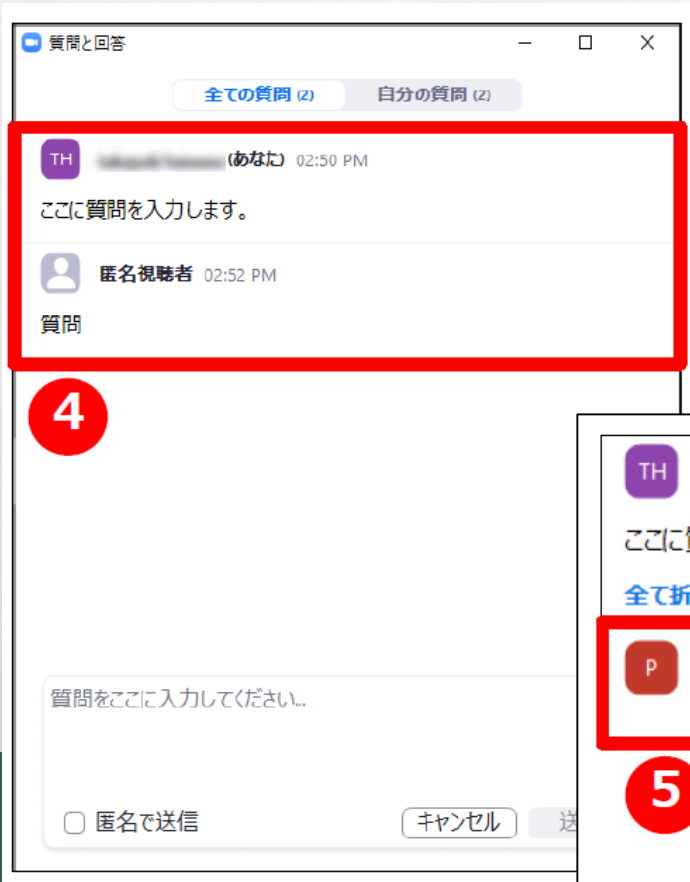 質問と回答
全ての質問 (2)
自分の質問 (2)
TH
(あなた) 02:50 PM
ここに質問を入力します。
匿名視聴者 02:52 PM
質問
4
TH
ここに
全て折
P
5
質問をここに入力してください...
匿名で送信
キャンセル
送